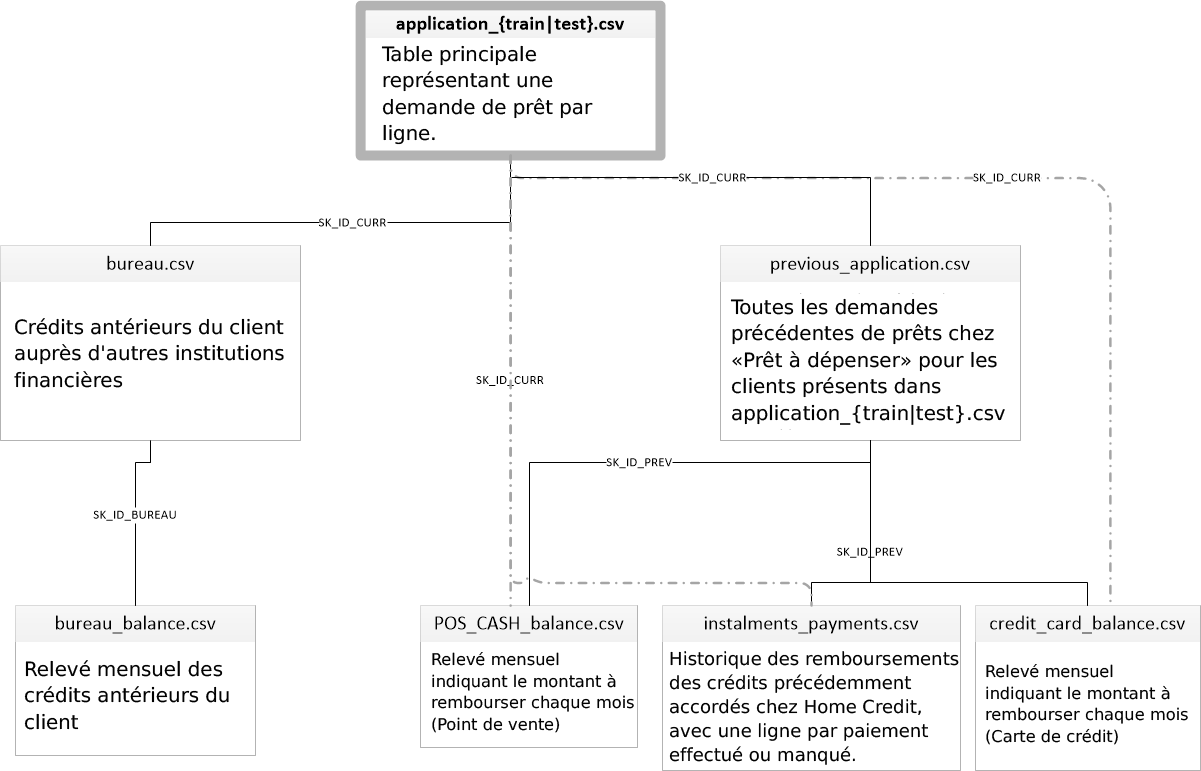 application_{train|test}.csv
Table principale
représentant une
demande de prêt par
ligne.
SK_ID_CURR
SK_ID_CURR
SK_ID_CURR
bureau.csv
Crédits antérieurs du client
auprès d'autres institutions
financières
previous_application.csv
Toutes les demandes
précédentes de prêts chez
«Prêt à dépenser» pour les
clients présents dans
application_{train|test}.csv
SK_ID_CURR
SK_ID_PREV
SK_ID_BUREAU
SK_ID_PREV
bureau_balance.csv
Relevé mensuel des
crédits antérieurs du
client
POS_CASH_balance.csv
Relevé mensuel
indiquant le montant à
rembourser chaque mois
(Point de vente)
instalments_payments.csv
Historique des remboursements
des crédits précédemment
accordés chez Home Credit,
avec une ligne par paiement
effectué ou manqué.
credit_card_balance.csv
Relevé mensuel
indiquant le montant à
rembourser chaque mois
(Carte de crédit)